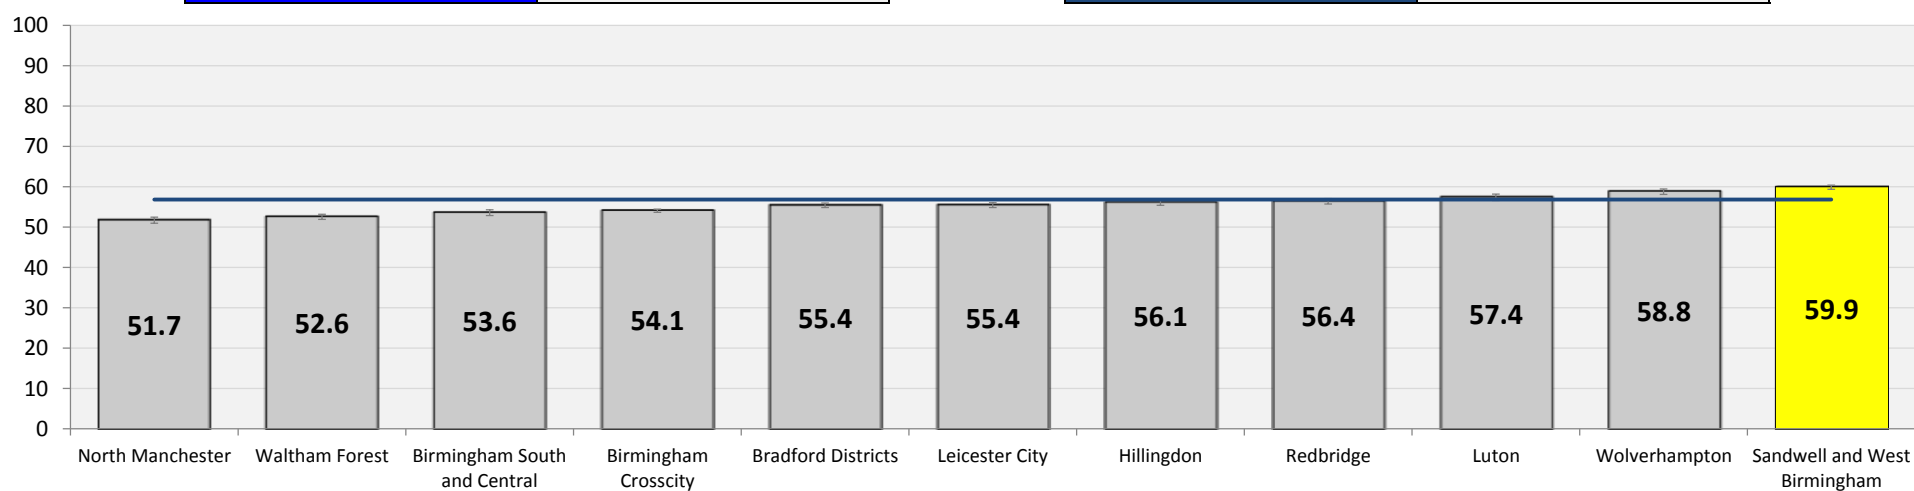 100
90
80
70
60
50
40
30
20
10
0
51.7
52.6
53.6
54.1
55.4
55.4
56.1
56.4
57.4
58.8
59.9
North Manchester
Waltham Forest
Birmingham South
and Central
Birmingham
Crosscity
Bradford Districts
Leicester City
Hillingdon
Redbridge
Luton
Wolverhampton
Sandwell and West
Birmingham